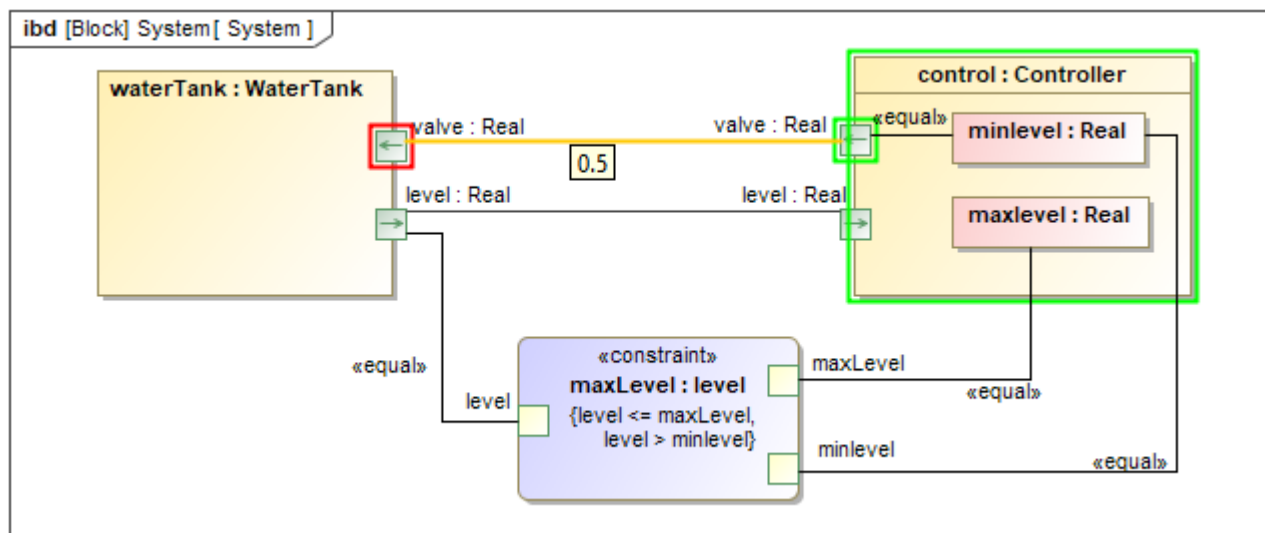 ibd [Block] System[ System ]
waterTank : WaterTank
control : Controller
valve : Real
valve : Real
«equal»
minlevel : Real
0.5
level : Real
level : Real
maxlevel : Real
«equal»
«constraint»
maxLevel : level
{level <= maxLevel,
level > minlevel}
level
maxLevel
«equal»
minlevel
«equal»